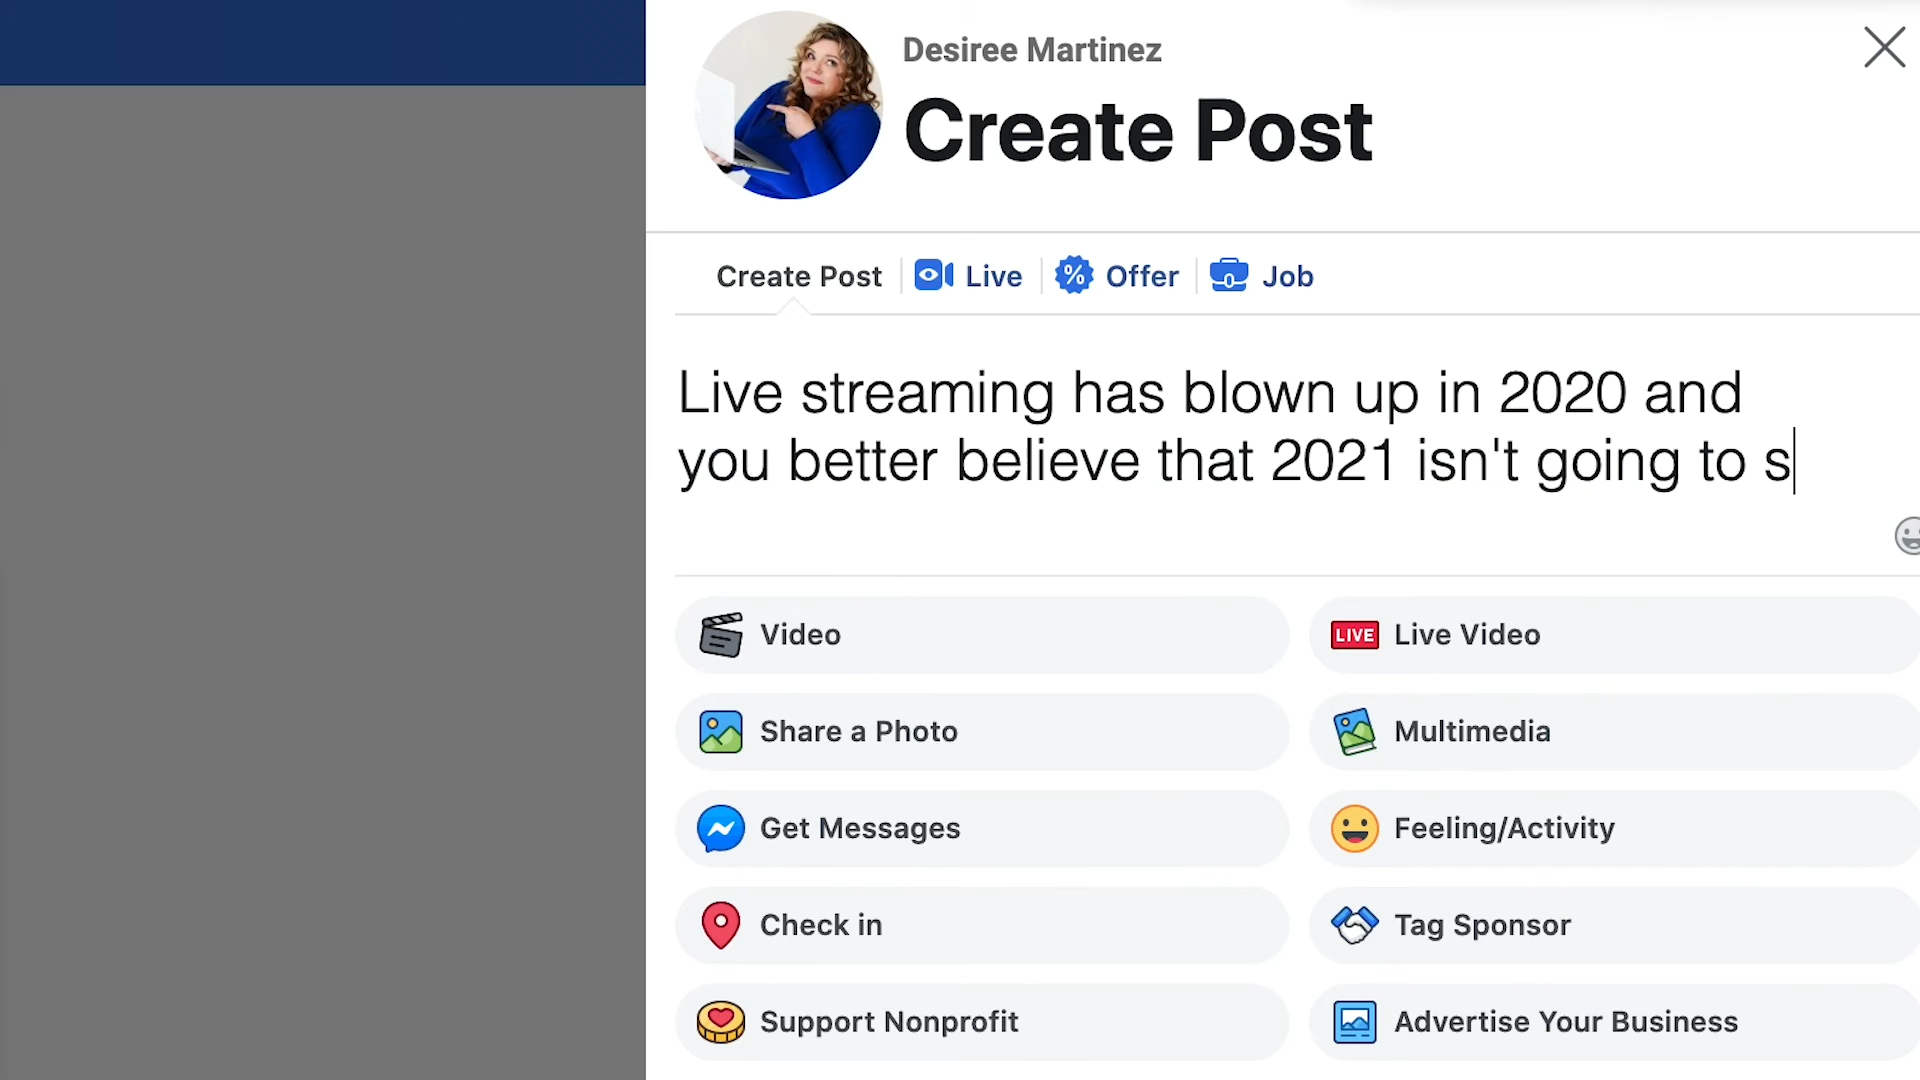 Desiree Martinez
Create Post
Create Post
Live
Offer
Job
Live streaming has blown up in 2020 and
you better believe that 2021 isn't going to s
Video
LIVE Live Video
Share a Photo
Multimedia
Get Messages
Feeling/Activity
Check in
Tag Sponsor
Support Nonprofit
Advertise Your Business